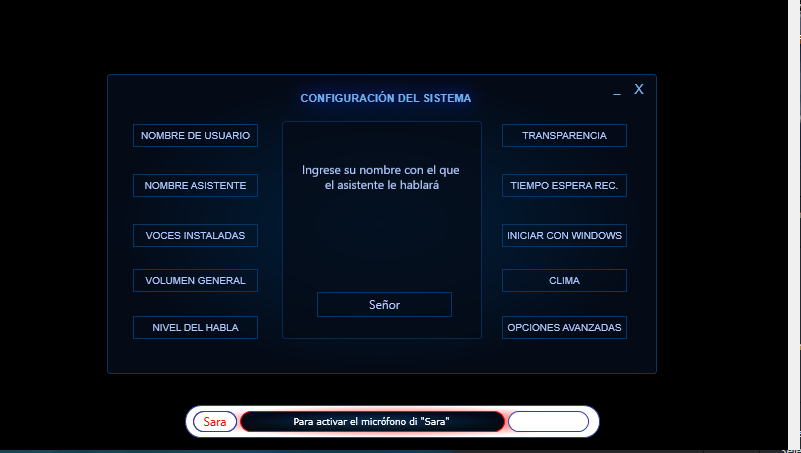 _ X
CONFIGURACIÓN DEL SISTEMA
NOMBRE DE USUARIO
NOMBRE ASISTENTE
VOCES INSTALADAS
VOLUMEN GENERAL
NIVEL DEL HABLA
Ingrese su nombre con el que
el asistente le hablará
Señor
TRANSPARENCIA
TIEMPO ESPERA REC.
INICIAR CON WINDOWS
CLIMA
OPCIONES AVANZADAS
Sara
Para activar el micrófono di "Sara"